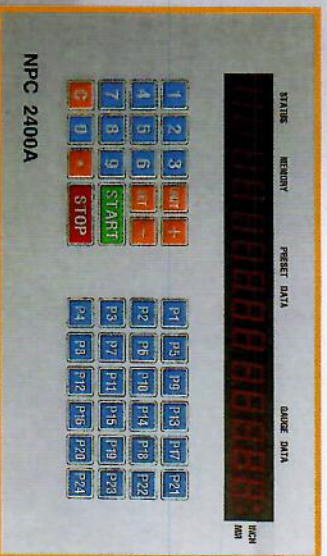 STATUS MEMORY PRESET DATA GAUGE DATA
INCH
MM
1 2 3 + P1 P5 P9 P13 P17 P21
4 5 6 - P2 P6 P10 P14 P18 P22
7 8 9 START P3 P7 P11 P15 P19 P23
C 0 • STOP P4 P8 P12 P16 P20 P24
NPC 2400A